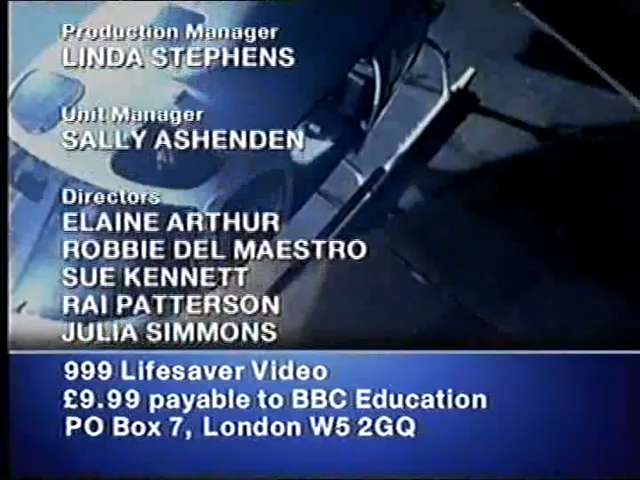 Production Manager
LINDA STEPHENS
Unit Manager
SALLY ASHENDEN
Directors
ELAINE ARTHUR
ROBBIE DEL MAESTRO
SUE KENNETT
RAI PATTERSON
JULIA SIMMONS
999 Lifesaver Video
£9.99 payable to BBC Education
PO Box 7, London W5 2GQ